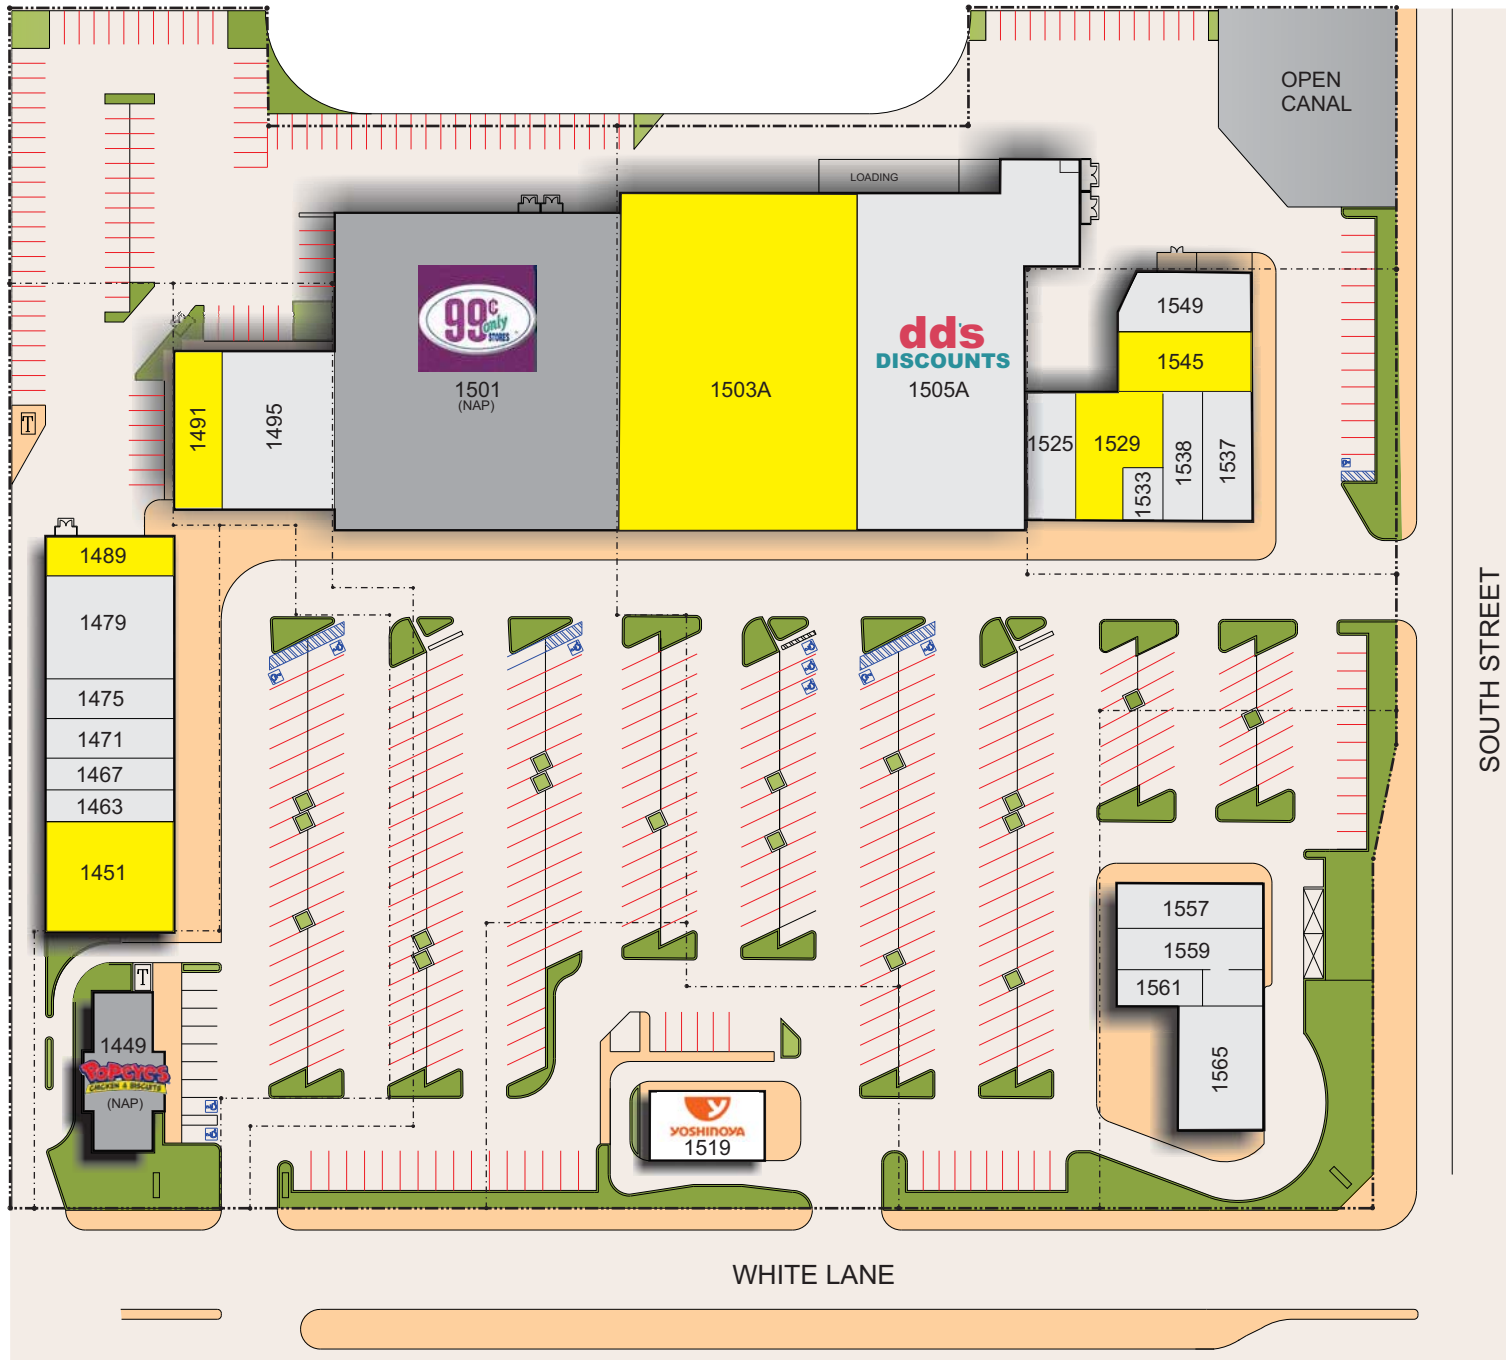 OPEN
CANAL
LOADING
99¢
only
STORES
1501
(NAP)
1503A
dd's
DISCOUNTS
1505A
1549
1545
1491
1495
1525
1529
1533
1538
1537
1489
1479
1475
1471
1467
1463
1451
T
T
1449
POPEYES
CHICKEN & BISCUITS
(NAP)
YOSHINOYA
1519
1557
1559
1561
1565
SOUTH STREET
WHITE LANE